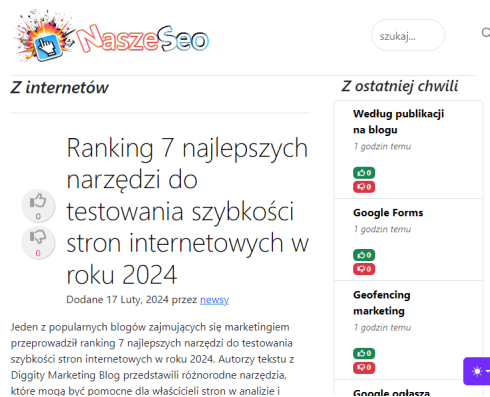 NaszeSeo
szukaj...
Z internetów
Ranking 7 najlepszych
narzędzi do
testowania szybkości
stron internetowych w
roku 2024
0
0
Dodane 17 Luty, 2024 przez newsy
Jeden z popularnych blogów zajmujących się marketingiem
przeprowadził ranking 7 najlepszych narzędzi do testowania
szybkości stron internetowych w roku 2024. Autorzy tekstu z
Diggity Marketing Blog przedstawili różnorodne narzędzia,
które mogą być pomocne dla właścicieli stron w analizie i
Z ostatniej chwili
Według publikacji
na blogu
1 godzin temu
0
0
Google Forms
1 godzin temu
0
0
Geofencing
marketing
1 godzin temu
0
0
Google ogłasza